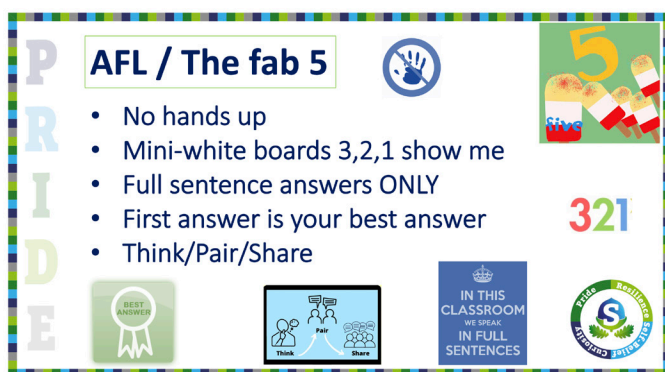 PRIDE
AFL / The fab 5
• No hands up
• Mini-white boards 3,2,1 show me
• Full sentence answers ONLY
• First answer is your best answer
• Think/Pair/Share
5
five
321
BEST
ANSWER
Think
Pair
Share
IN THIS
CLASSROOM
WE SPEAK
IN FULL
SENTENCES
Pride
Resilience
Self-Belief
Curiosity
S